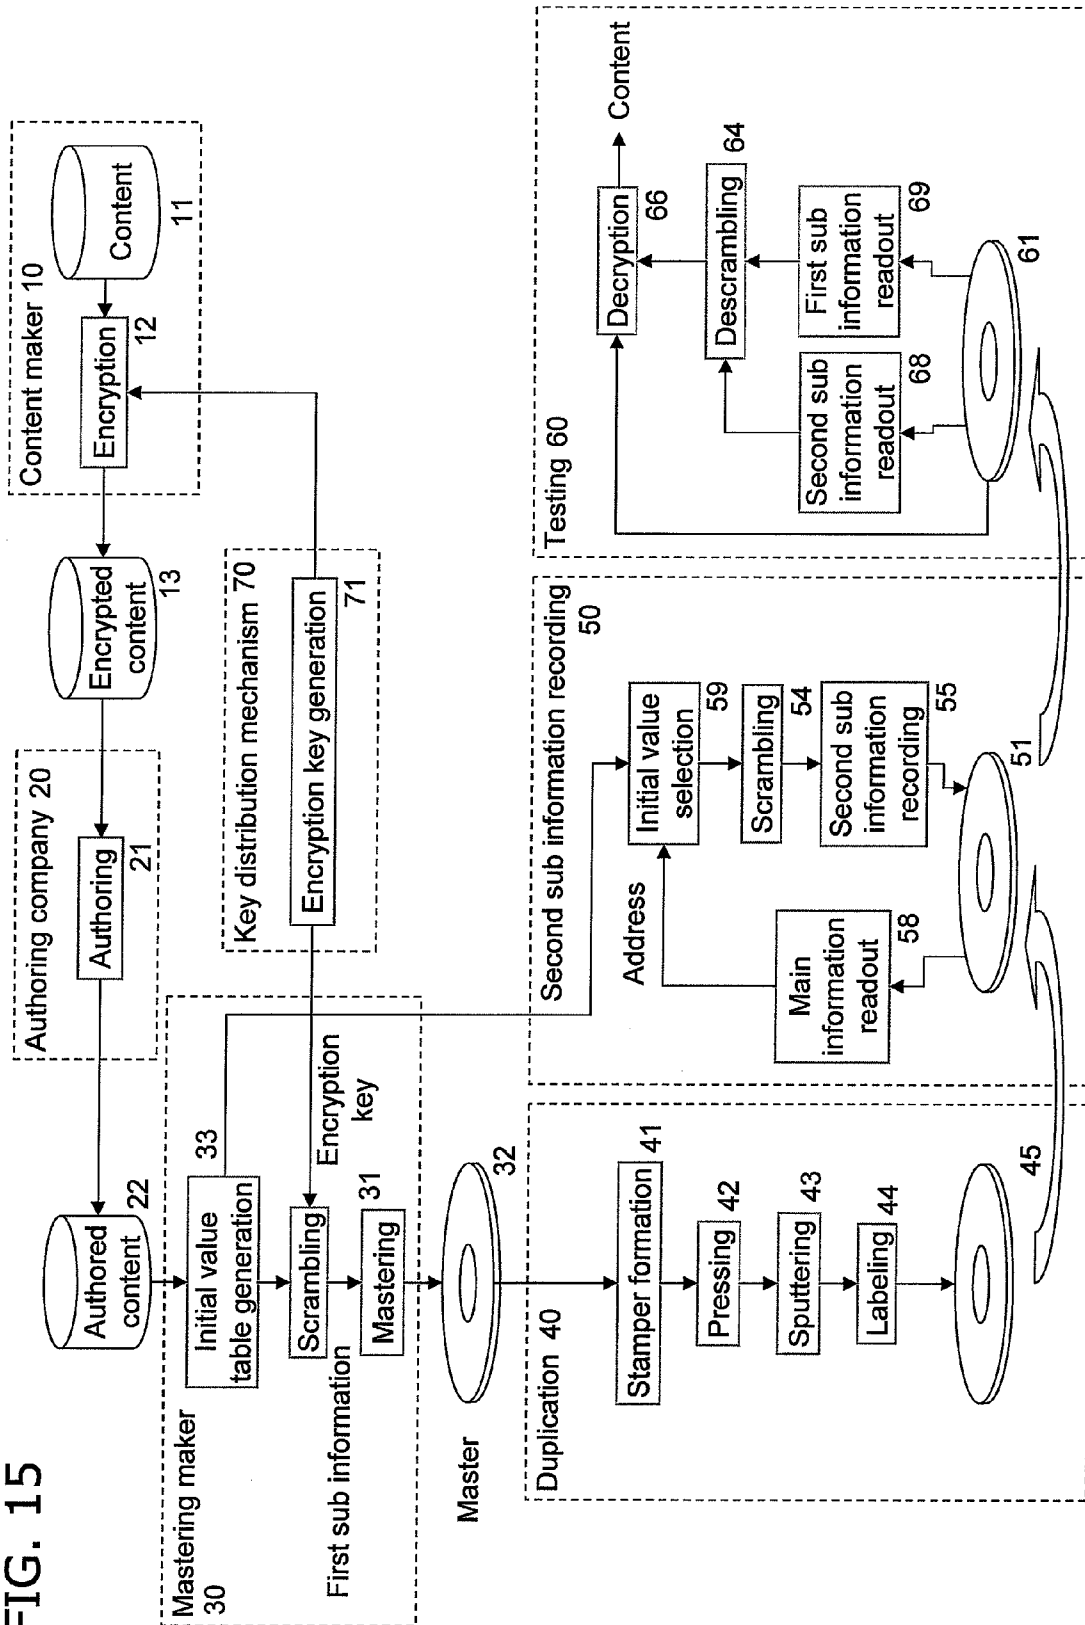 FIG. 15
Content maker 10
Content
11
Encryption
12
Encrypted
content
13
Authoring company 20
Authoring
21
Authored
content
22
Key distribution mechanism 70
Encryption key generation
71
Mastering maker
30
Initial value
table generation
33
Scrambling
Encryption
key
First sub information
Mastering
31
Master
32
Duplication 40
Stamper formation
41
Pressing
42
Sputtering
43
Labeling
44
45
Second sub information recording
50
Address
Initial value
selection
59
Scrambling
54
Second sub
information
recording
55
Main
information
readout
58
51
Testing 60
Content
Decryption
66
Descrambling
64
Second sub
information
readout
68
First sub
information
readout
69
61